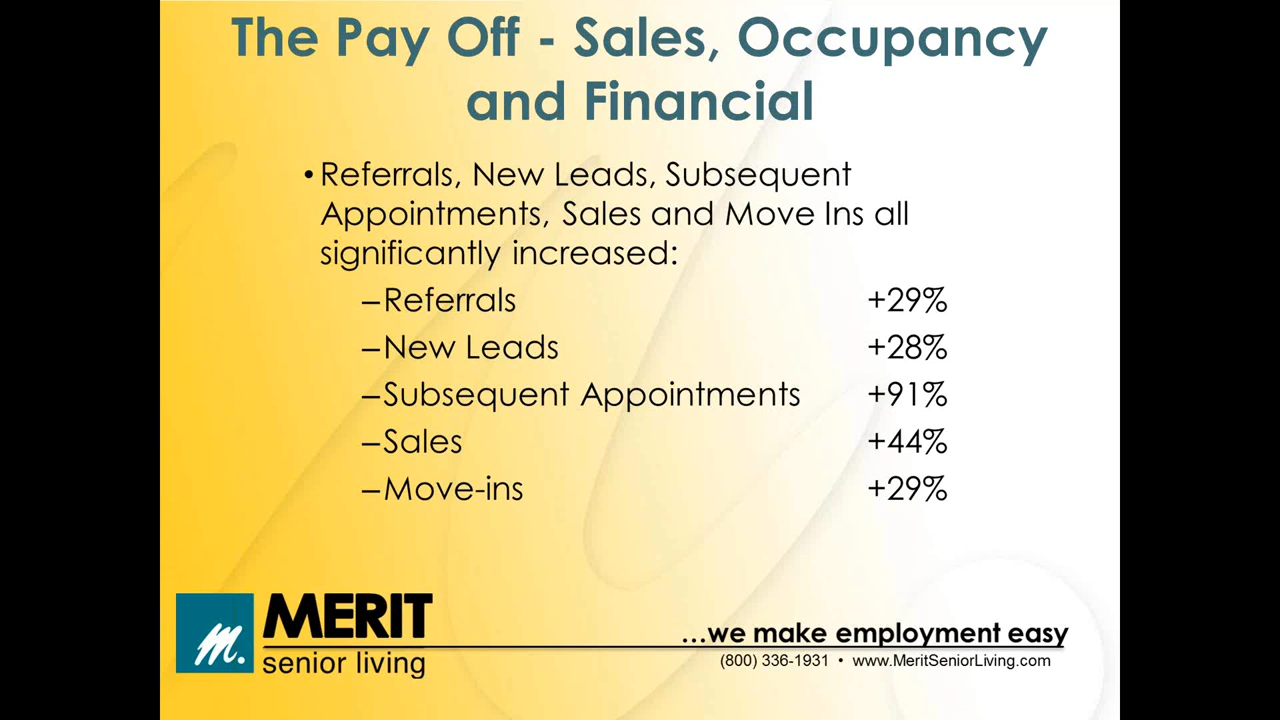 The Pay Off - Sales, Occupancy
and Financial
• Referrals, New Leads, Subsequent
Appointments, Sales and Move Ins all
significantly increased:
–Referrals +29%
–New Leads +28%
–Subsequent Appointments +91%
–Sales +44%
–Move-ins +29%
m.
MERIT
senior living
...we make employment easy
(800) 336-1931 • www.MeritSeniorLiving.com